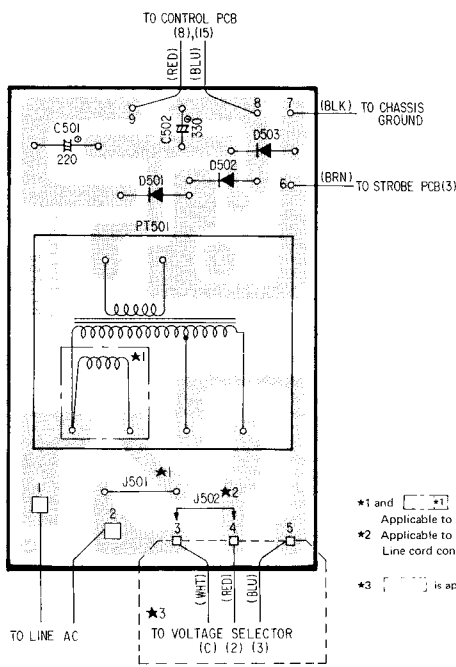 TO CONTROL PCB
(8),(15)
(RED)
(BLU)
9
C502
330
8
7
(BLK) TO CHASSIS
GROUND
C501
220
D503
D502
D501
6
(BRN) TO STROBE PCB(3)
PT501
★1
1
J501
★1
2
J502
★2
3
4
5
(WHT)
(RED)
(BLU)
★3
TO LINE AC
TO VOLTAGE SELECTOR
(C) (2) (3)
★1 and ★1
Applicable to
★2 Applicable to
Line cord con
★3 is ap